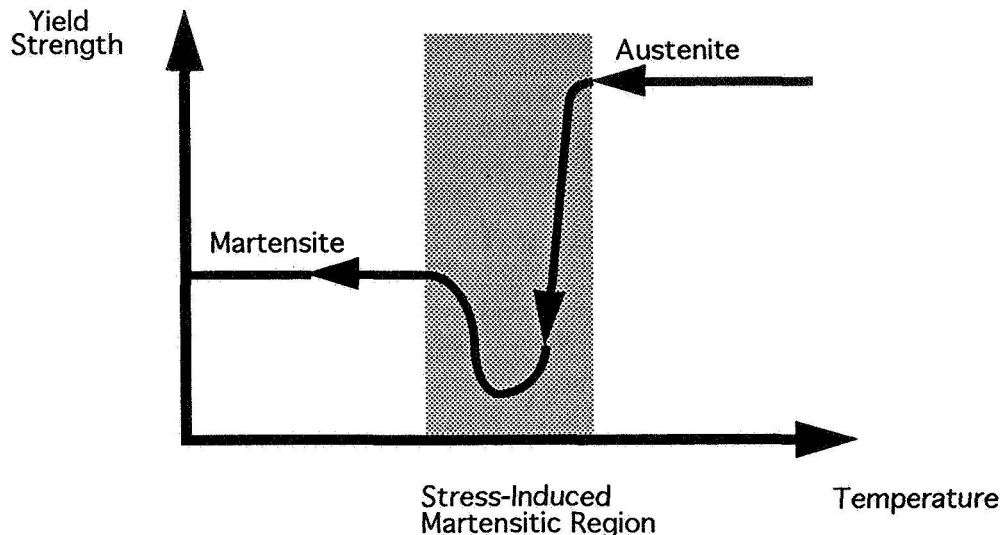 Yield
Strength
Austenite
Martensite
Stress-Induced
Martensitic Region
Temperature